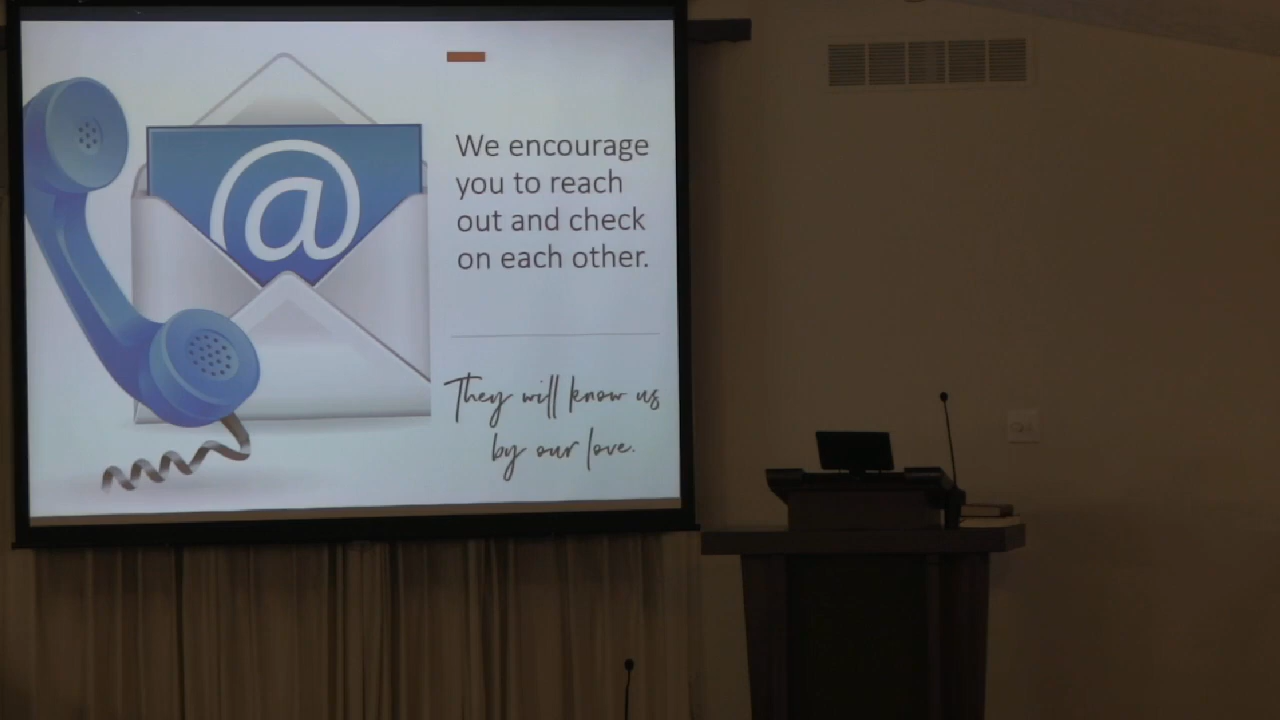 @
We encourage
you to reach
out and check
on each other.
They will know us
by our love.